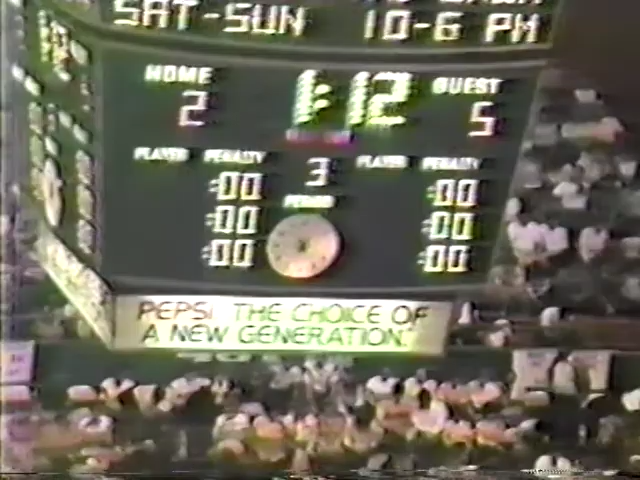 SAT-SUN 10-6 PM
HOME 1:12 GUEST
2 5
PLAYER PENALTY 3 PLAYER PENALTY
PERIOD
:00 :00
:00 :00
:00 :00
PEPSI THE CHOICE OF
A NEW GENERATION.